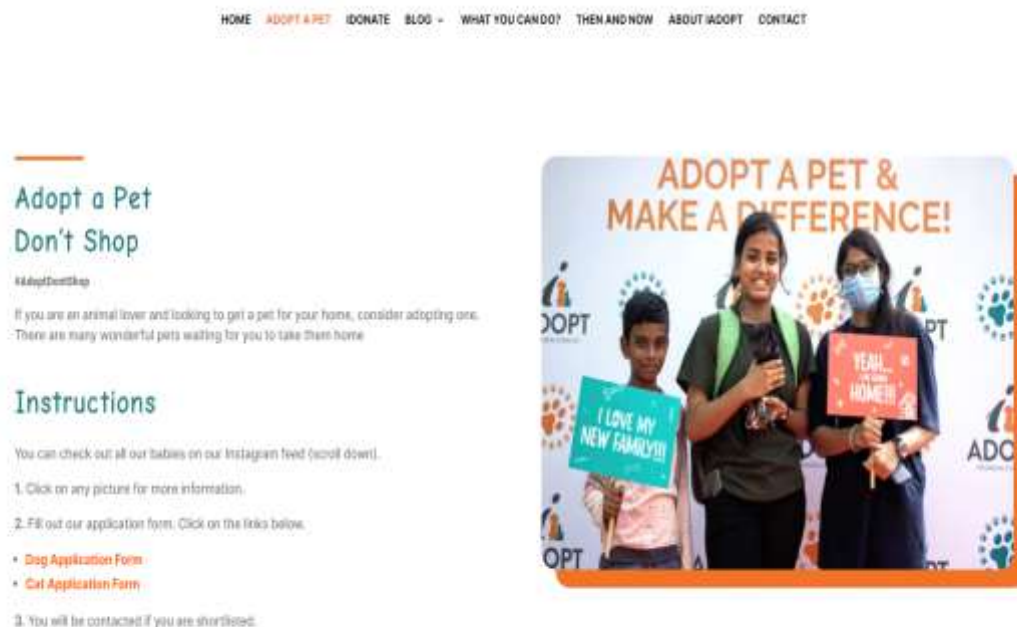 HOME ADOPT A PET IDONATE BLOG WHAT YOU CAN DO? THEN AND NOW ABOUT IADOPT CONTACT
Adopt a Pet
Don't Shop
#AdoptDontShop
If you are an animal lover and looking to get a pet for your home, consider adopting one.
There are many wonderful pets waiting for you to take them home
Instructions
You can check out all our babies on our Instagram feed (scroll down).
1. Click on any picture for more information.
2. Fill out our application form. Click on the links below.
• Dog Application Form
• Cat Application Form
3. You will be contacted if you are shortlisted.
ADOPT A PET &
MAKE A DIFFERENCE!
DOPT
PT
I LOVE MY
NEW FAMILY!!!
YEAH...
HOME!!!
ADO
OPT